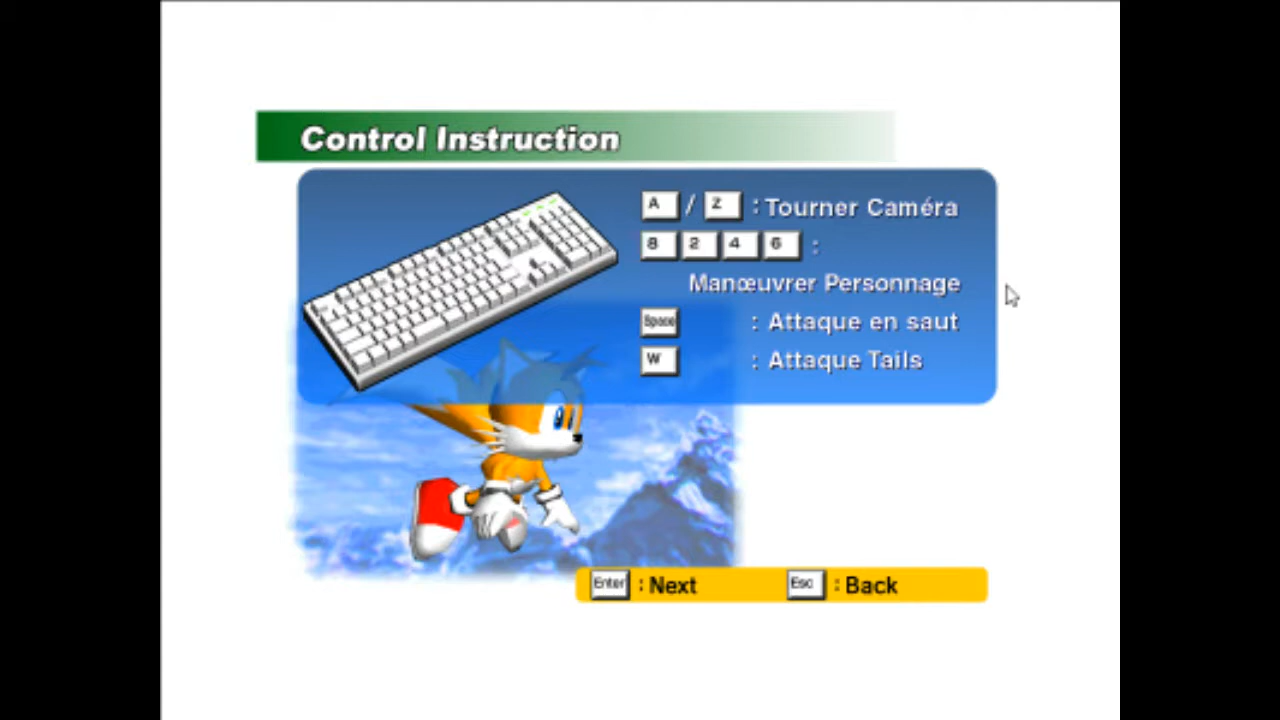 Control Instruction
A / Z : Tourner Caméra
8 2 4 6 :
Manœuvrer Personnage
Space : Attaque en saut
W : Attaque Tails
Enter : Next Esc : Back